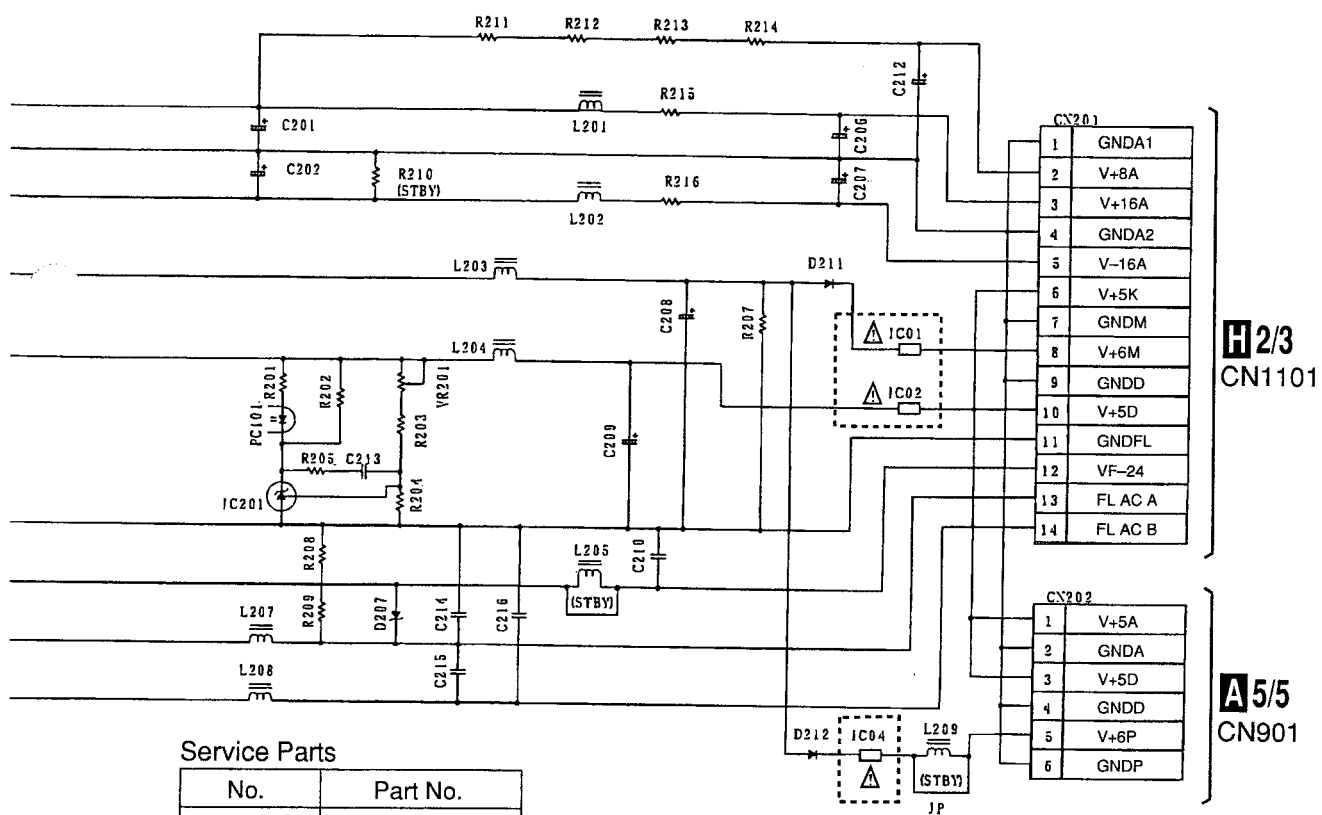 R211 R212 R213 R214
C212
R215
L201
C201
C206
C202
R210
(STBY)
C207
R216
L202
CN201
1 GNDA1
2 V+8A
3 V+16A
4 GNDA2
5 V−16A
6 V+5K
7 GNDM
8 V+6M
9 GNDD
10 V+5D
11 GNDFL
12 VF−24
13 FL AC A
14 FL AC B
H 2/3
CN1101
L203
D211
C208
R207
IC01
L204
IC02
R201
R202
VR201
PC101
R203
C209
R205 C213
IC201
R204
R208
L205
C210
(STBY)
R209
D207
C214
C216
L207
C215
L208
CN202
1 V+5A
2 GNDA
3 V+5D
4 GNDD
5 V+6P
6 GNDP
A 5/5
CN901
D212
IC04
L209
(STBY)
JP
Service Parts
No. Part No.